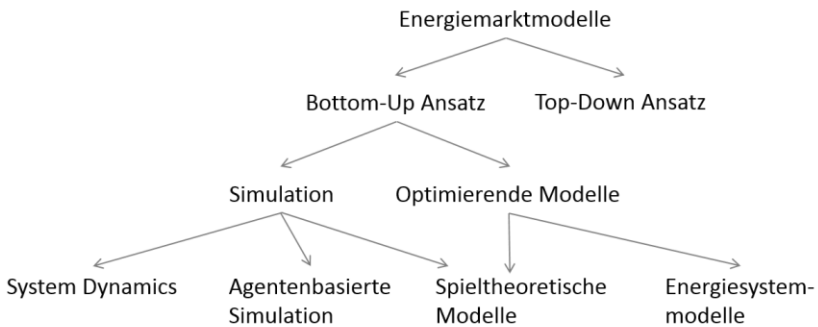 Energiemarktmodelle
Bottom-Up Ansatz
Top-Down Ansatz
Simulation
Optimierende Modelle
System Dynamics
Agentenbasierte
Simulation
Spieltheoretische
Modelle
Energiesystem-
modelle